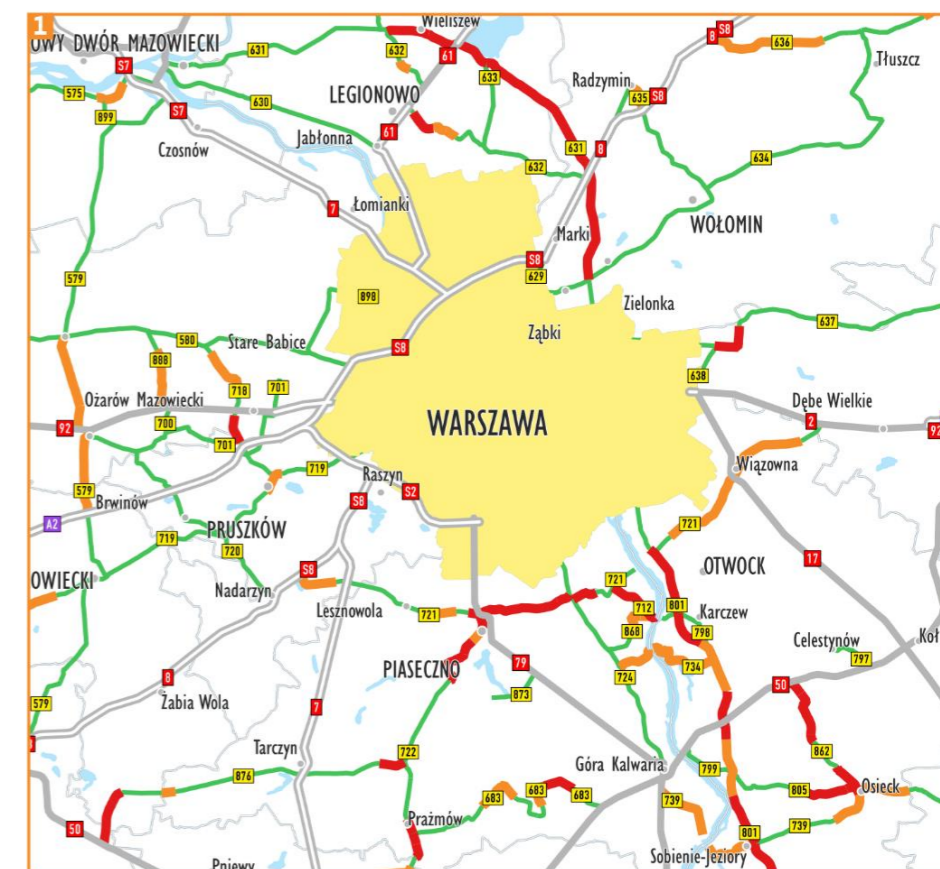 1
Wieliszew
S8
8
OWY DWÓR MAZOWIECKI
631
632
61
636
Tłuszcz
S7
633
Radzymin
575
LEGIONOWO
635
S8
899
S7
630
Jabłonna
61
Czosnów
631
8
634
632
7
Łomianki
WOŁOMIN
Marki
S8
629
579
898
Zielonka
Ząbki
637
580
Stare Babice
S8
888
638
718
701
Ożarów Mazowiecki
Dębe Wielkie
92
700
WARSZAWA
2
92
701
719
Raszyn
Wiązowna
579
Brwinów
S8
S2
A2
PRUSZKÓW
721
719
720
17
OWIECKI
S8
721
OTWOCK
Nadarzyn
Lesznowola
721
712
801
Karczew
868
798
Celestynów
Koł
797
PIASECZNO
79
724
734
8
50
579
Żabia Wola
873
7
Tarczyn
722
862
876
Góra Kalwaria
799
805
Osieck
683
683
683
739
50
Prażmów
801
739
Pniewy
Sobienie-Jeziory